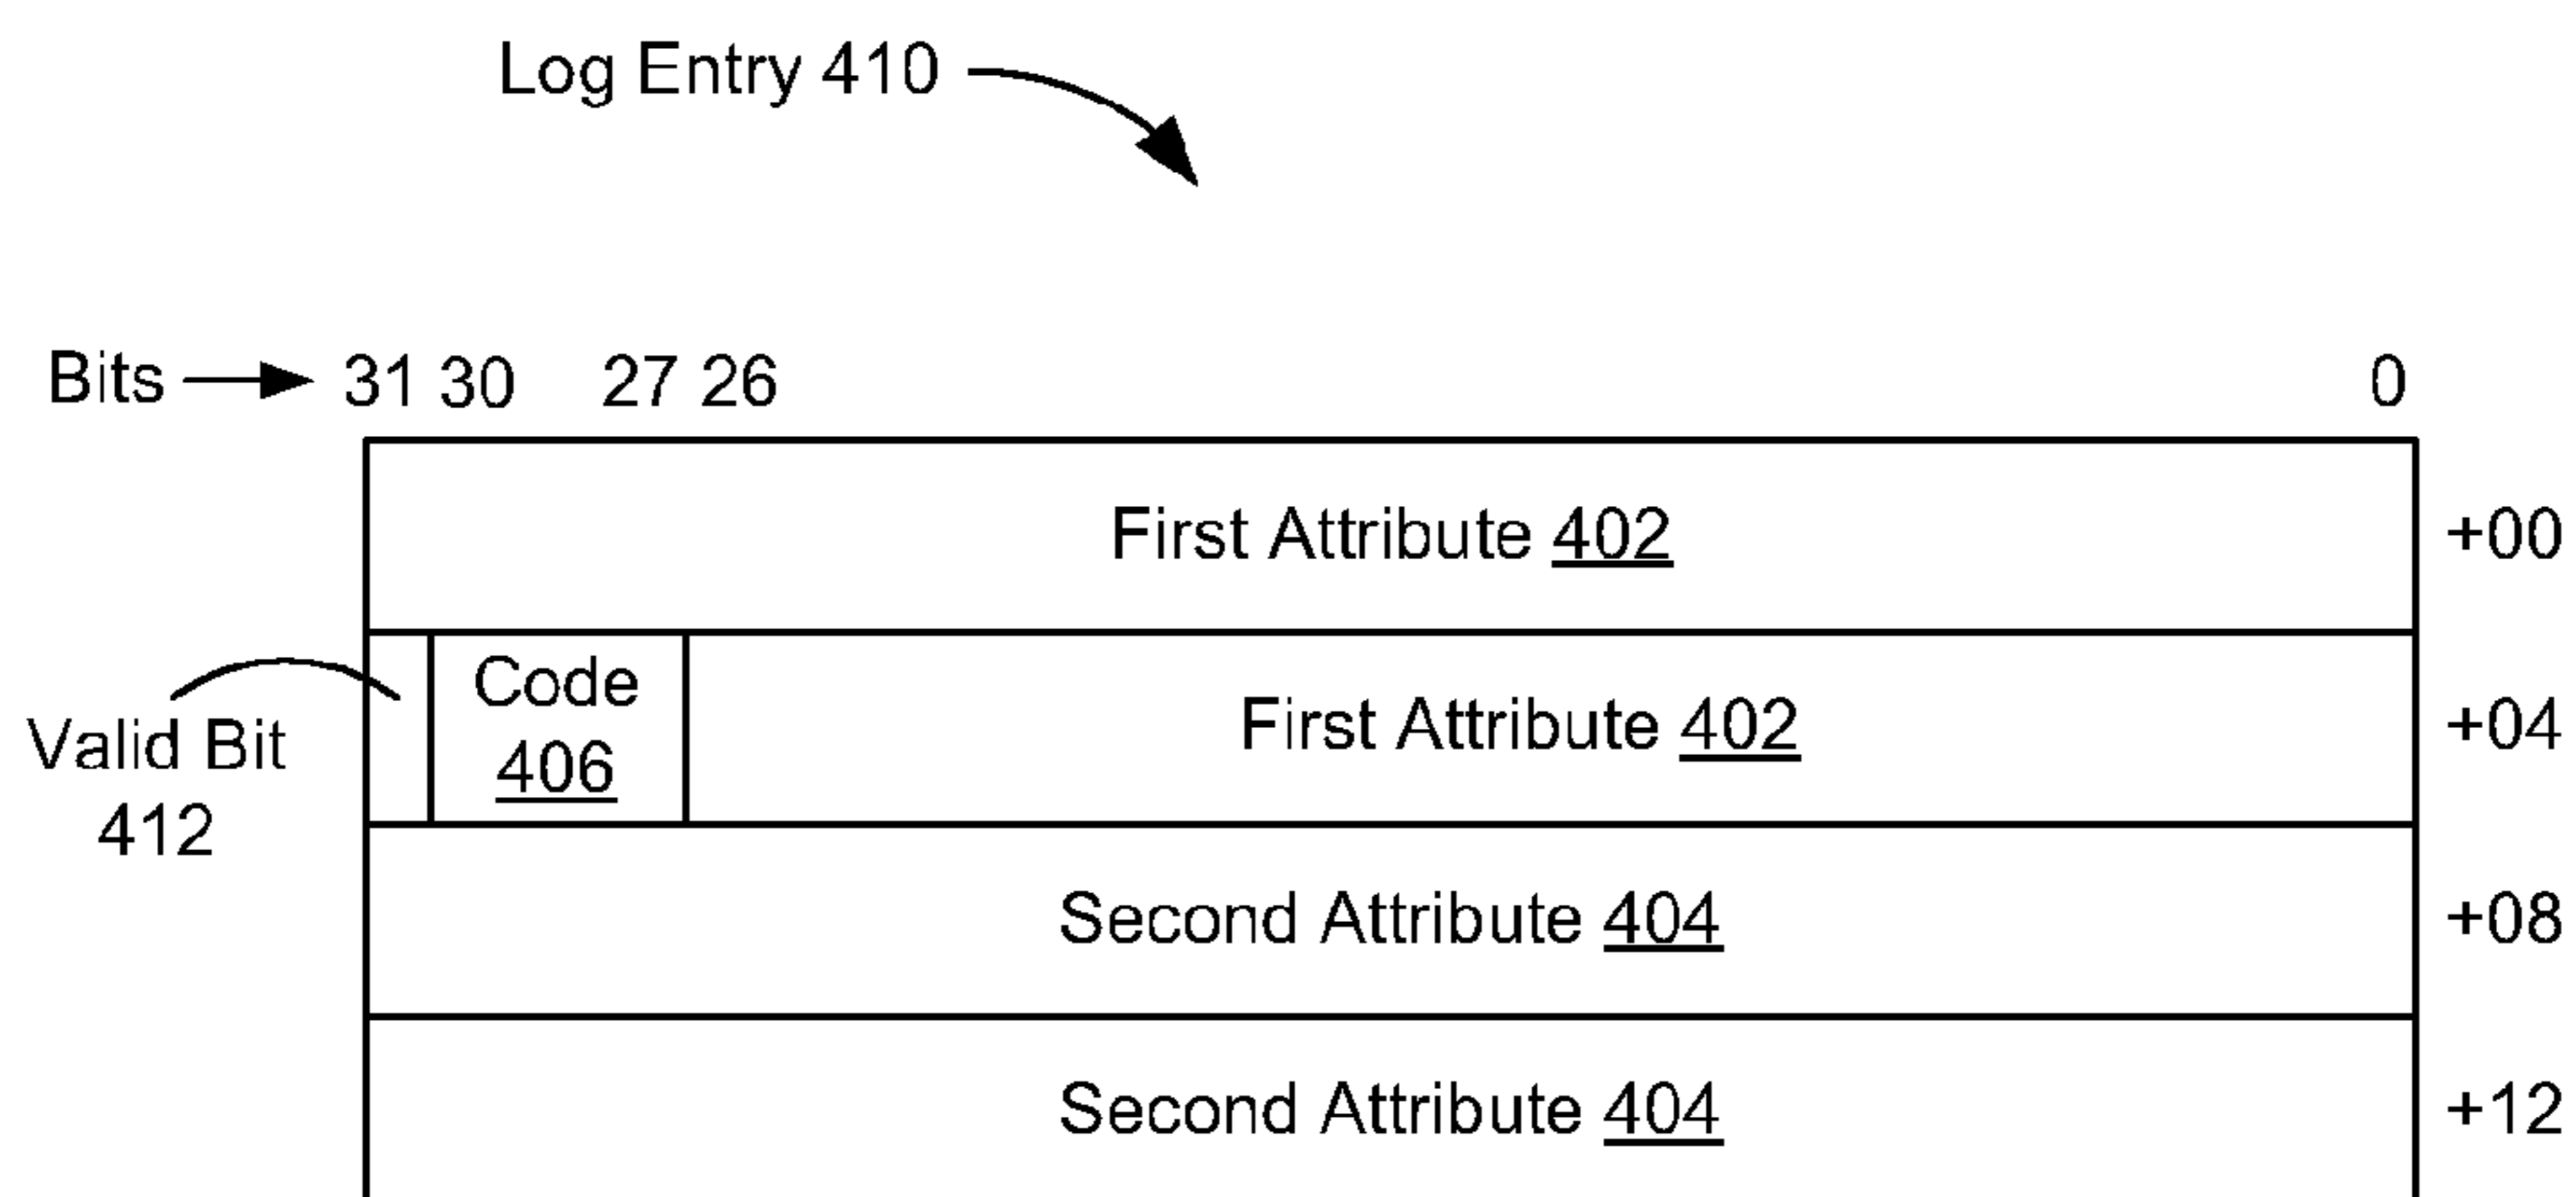 Log Entry 410
Bits 31 30 27 26 0
First Attribute 402 +00
Code
406
First Attribute 402 +04
Valid Bit
412
Second Attribute 404 +08
Second Attribute 404 +12